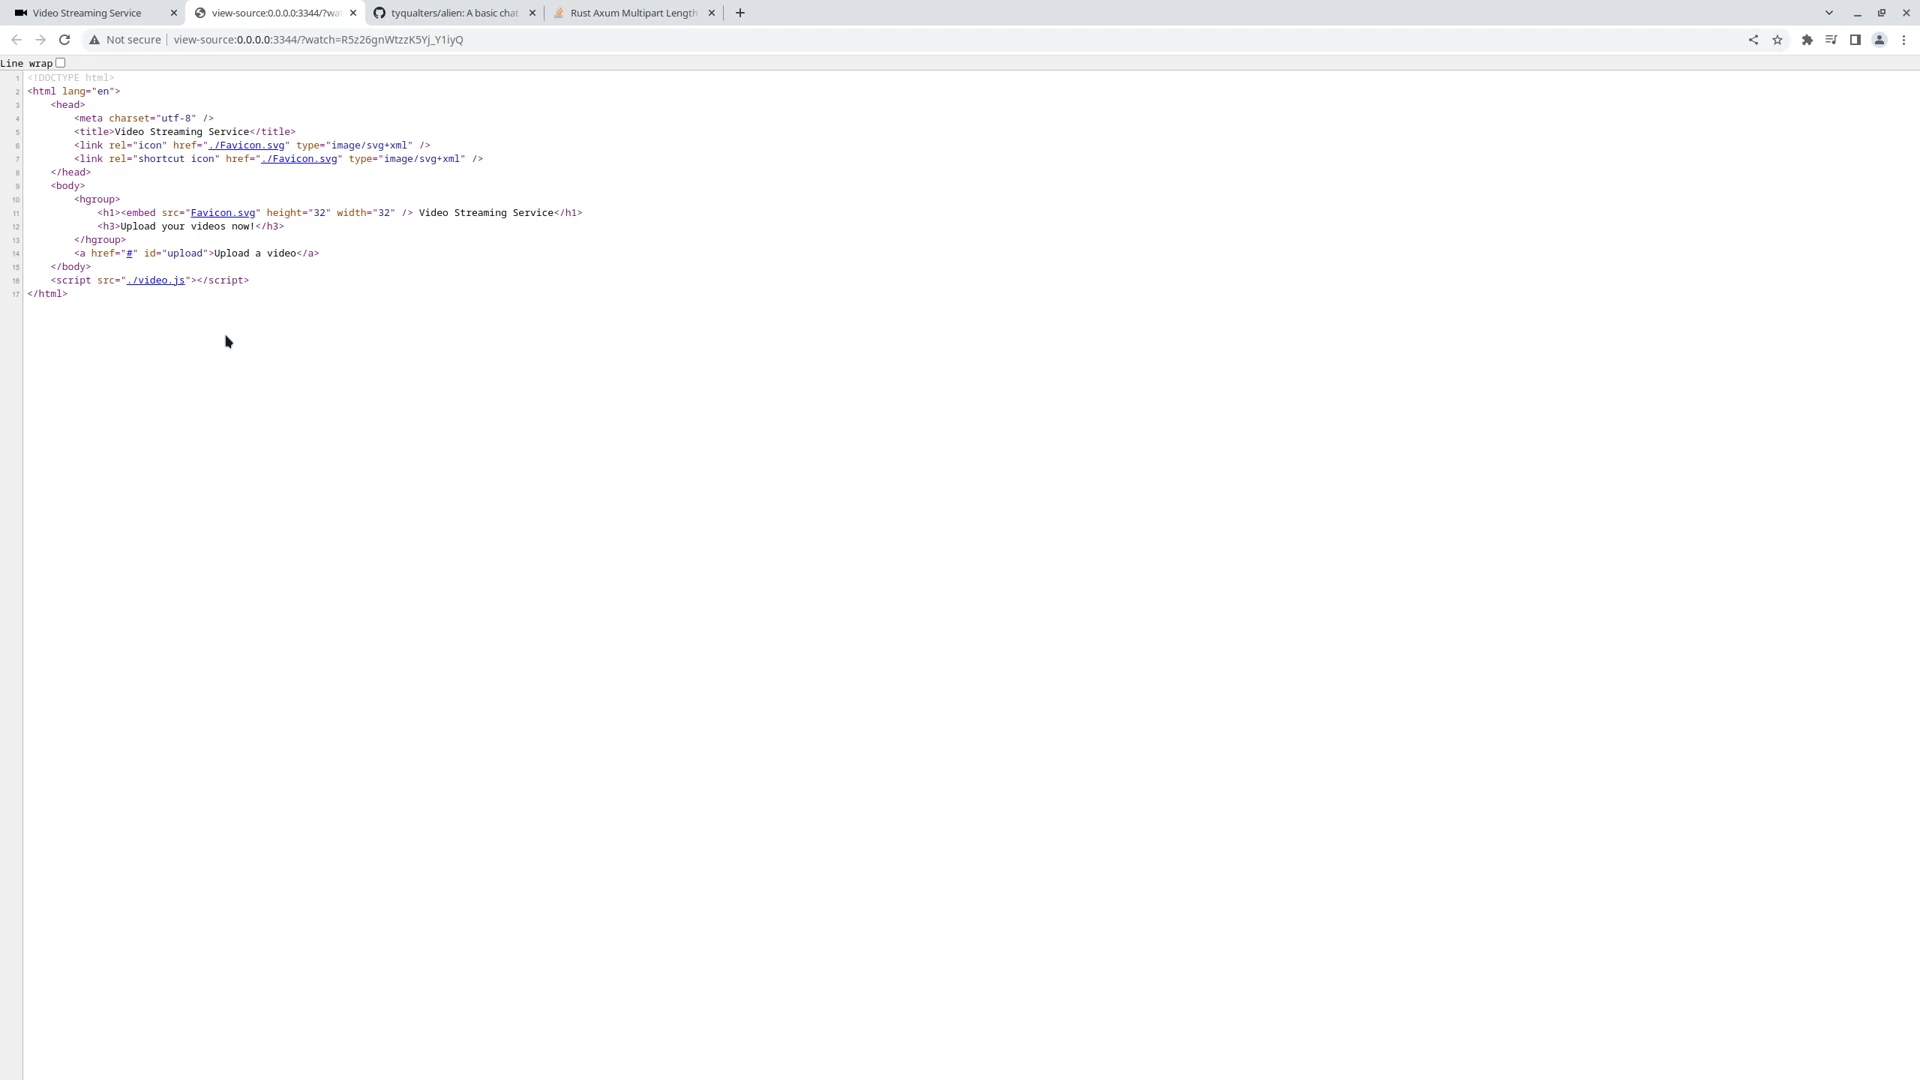 Video Streaming Service
view-source:0.0.0.0:3344/?wat
tyqualters/alien: A basic chat
Rust Axum Multipart Length
Not secure
view-source:0.0.0.0:3344/?watch=R5z26gnWtzzK5Yj_Y1iyQ
Line wrap
1 <!DOCTYPE html>
2 <html lang="en">
3 <head>
4 <meta charset="utf-8" />
5 <title>Video Streaming Service</title>
6 <link rel="icon" href="./Favicon.svg" type="image/svg+xml" />
7 <link rel="shortcut icon" href="./Favicon.svg" type="image/svg+xml" />
8 </head>
9 <body>
10 <hgroup>
11 <h1><embed src="Favicon.svg" height="32" width="32" /> Video Streaming Service</h1>
12 <h3>Upload your videos now!</h3>
13 </hgroup>
14 <a href="#" id="upload">Upload a video</a>
15 </body>
16 <script src="./video.js"></script>
17 </html>